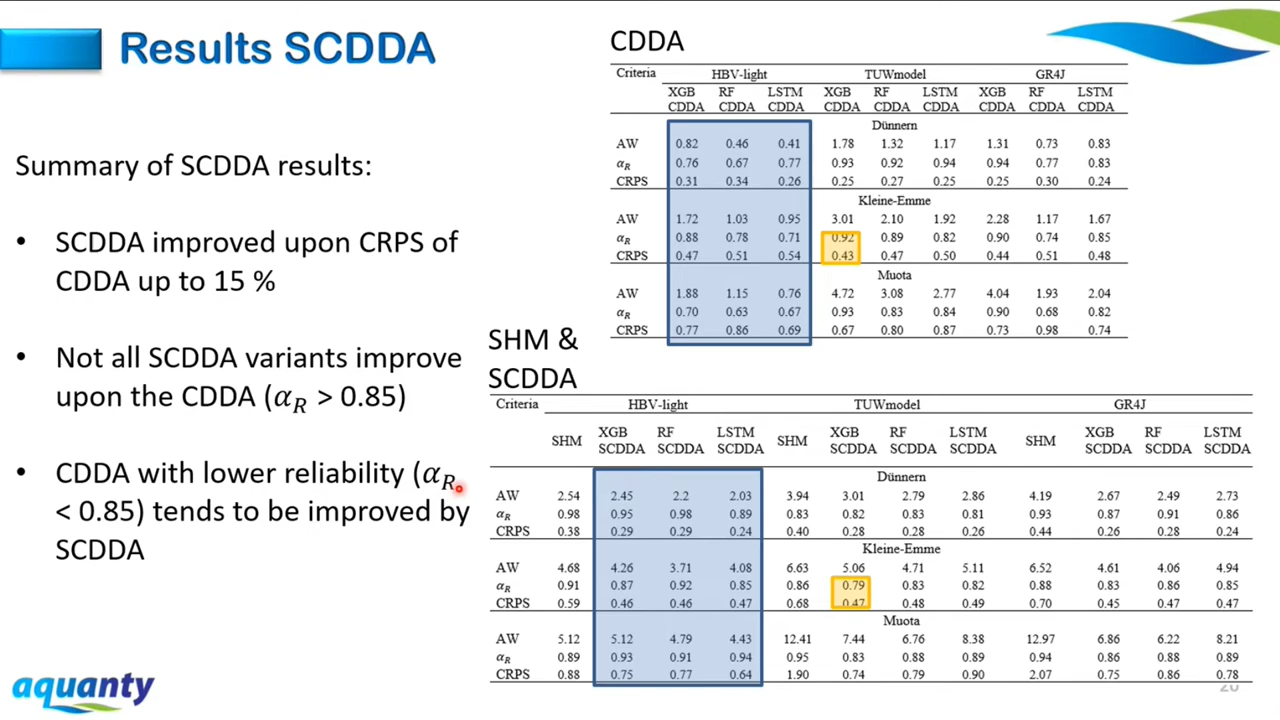 Results SCDDA
Summary of SCDDA results:
• SCDDA improved upon CRPS of
CDDA up to 15 %
• Not all SCDDA variants improve
upon the CDDA (𝛼𝑅 > 0.85)
• CDDA with lower reliability (𝛼𝑅
< 0.85) tends to be improved by
SCDDA
CDDA
Criteria HBV-light TUWmodel GR4J
XGB RF LSTM XGB RF LSTM XGB RF LSTM
CDDA CDDA CDDA CDDA CDDA CDDA CDDA CDDA CDDA
Dünnern
AW 0.82 0.46 0.41 1.78 1.32 1.17 1.31 0.73 0.83
αR 0.76 0.67 0.77 0.93 0.92 0.94 0.94 0.77 0.83
CRPS 0.31 0.34 0.26 0.25 0.27 0.25 0.25 0.30 0.24
Kleine-Emme
AW 1.72 1.03 0.95 3.01 2.10 1.92 2.28 1.17 1.67
αR 0.88 0.78 0.71 0.92 0.89 0.82 0.90 0.74 0.85
CRPS 0.47 0.51 0.54 0.43 0.47 0.50 0.44 0.51 0.48
Muota
AW 1.88 1.15 0.76 4.72 3.08 2.77 4.04 1.93 2.04
αR 0.70 0.63 0.67 0.93 0.83 0.84 0.90 0.68 0.82
CRPS 0.77 0.86 0.69 0.67 0.80 0.87 0.73 0.98 0.74
SHM &
SCDDA
Criteria HBV-light TUWmodel GR4J
SHM XGB RF LSTM SHM XGB RF LSTM SHM XGB RF LSTM
SCDDA SCDDA SCDDA SCDDA SCDDA SCDDA SCDDA SCDDA SCDDA
Dünnern
AW 2.54 2.45 2.2 2.03 3.94 3.01 2.79 2.86 4.19 2.67 2.49 2.73
αR 0.98 0.95 0.98 0.89 0.83 0.82 0.83 0.81 0.93 0.87 0.91 0.86
CRPS 0.38 0.29 0.29 0.24 0.40 0.28 0.28 0.26 0.44 0.26 0.28 0.24
Kleine-Emme
AW 4.68 4.26 3.71 4.08 6.63 5.06 4.71 5.11 6.52 4.61 4.06 4.94
αR 0.91 0.87 0.92 0.85 0.86 0.79 0.83 0.82 0.88 0.83 0.86 0.85
CRPS 0.59 0.46 0.46 0.47 0.68 0.47 0.48 0.49 0.70 0.45 0.47 0.47
Muota
AW 5.12 5.12 4.79 4.43 12.41 7.44 6.76 8.38 12.97 6.86 6.22 8.21
αR 0.89 0.93 0.91 0.94 0.95 0.83 0.88 0.89 0.94 0.86 0.88 0.89
CRPS 0.88 0.75 0.77 0.64 1.90 0.74 0.79 0.90 2.07 0.75 0.86 0.78
aquanty